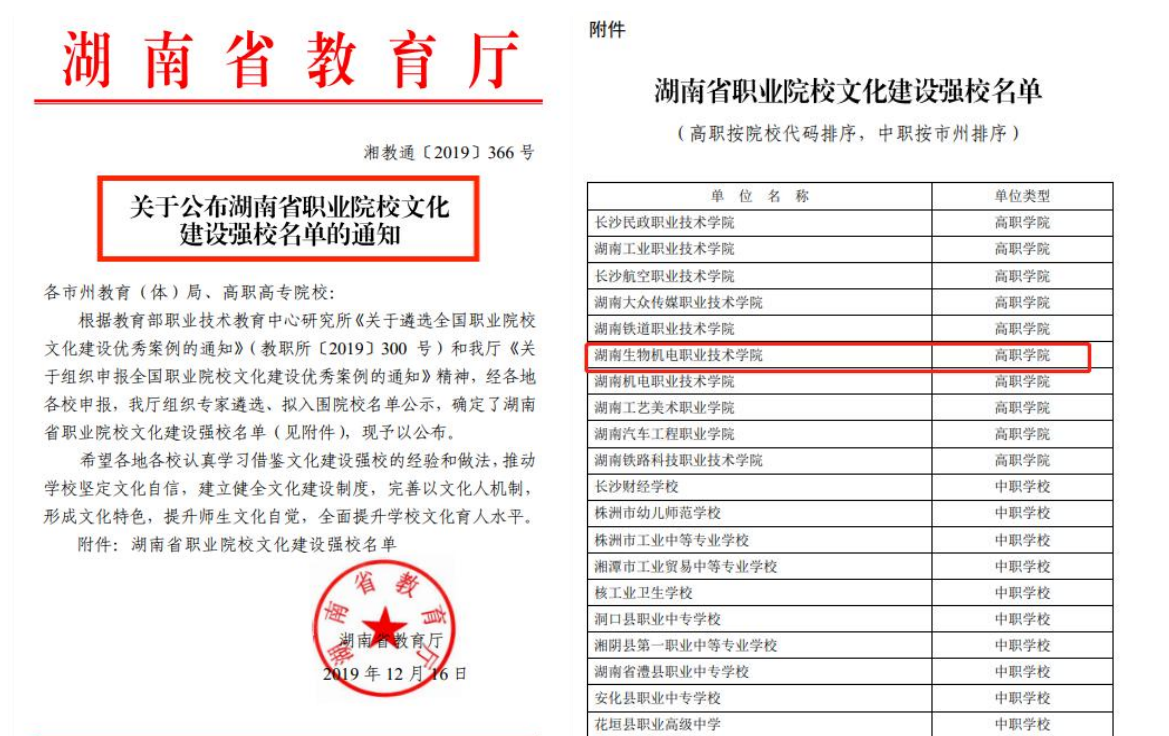 湖南省教育厅
湘教通〔2019〕366 号
关于公布湖南省职业院校文化
建设强校名单的通知
各市州教育（体）局、高职高专院校：
根据教育部职业技术教育中心研究所《关于遴选全国职业院校
文化建设优秀案例的通知》（教职所〔2019〕300 号）和我厅《关
于组织申报全国职业院校文化建设优秀案例的通知》精神，经各地
各校申报，我厅组织专家遴选、拟入围院校名单公示，确定了湖南
省职业院校文化建设强校名单（见附件），现予以公布。
希望各地各校认真学习借鉴文化建设强校的经验和做法，推动
学校坚定文化自信，建立健全文化建设制度，完善以文化人机制，
形成文化特色，提升师生文化自觉，全面提升学校文化育人水平。
附件：湖南省职业院校文化建设强校名单
湖南省教育厅
湖南省教育厅
2019 年 12 月 16 日
附件
湖南省职业院校文化建设强校名单
（高职按院校代码排序，中职按市州排序）
单 位 名 称 单位类型
长沙民政职业技术学院 高职学院
湖南工业职业技术学院 高职学院
长沙航空职业技术学院 高职学院
湖南大众传媒职业技术学院 高职学院
湖南铁道职业技术学院 高职学院
湖南生物机电职业技术学院 高职学院
湖南机电职业技术学院 高职学院
湖南工艺美术职业学院 高职学院
湖南汽车工程职业学院 高职学院
湖南铁路科技职业技术学院 高职学院
长沙财经学校 中职学校
株洲市幼儿师范学校 中职学校
株洲市工业中等专业学校 中职学校
湘潭市工业贸易中等专业学校 中职学校
核工业卫生学校 中职学校
洞口县职业中专学校 中职学校
湘阴县第一职业中等专业学校 中职学校
湖南省澧县职业中专学校 中职学校
安化县职业中专学校 中职学校
花垣县职业高级中学 中职学校